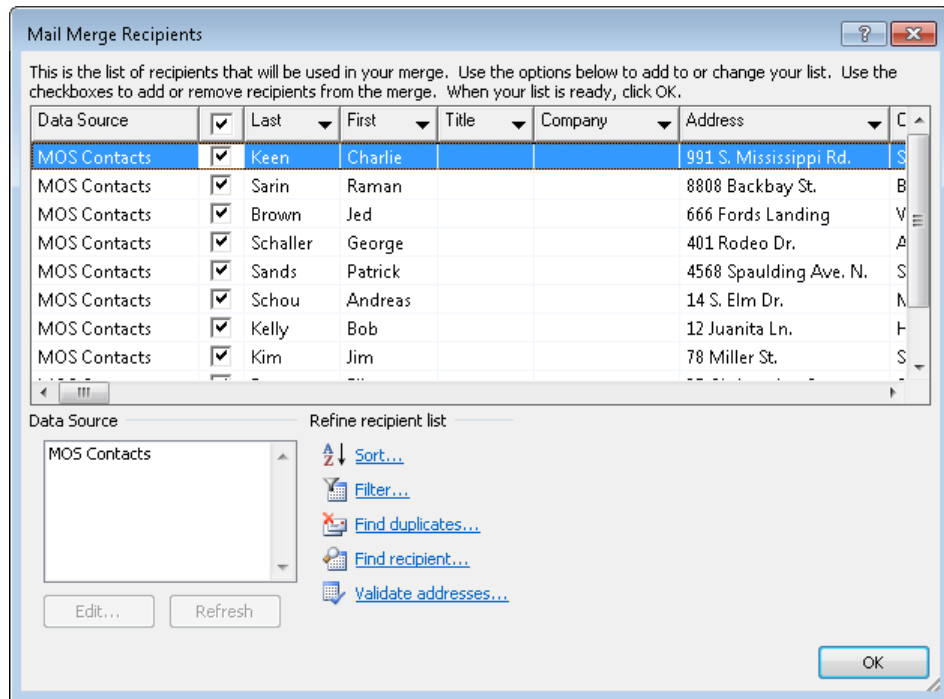 Mail Merge Recipients
This is the list of recipients that will be used in your merge. Use the options below to add to or change your list. Use the
checkboxes to add or remove recipients from the merge. When your list is ready, click OK.
Data Source Last First Title Company Address
MOS Contacts Keen Charlie 991 S. Mississippi Rd. S
MOS Contacts Sarin Raman 8808 Backbay St. B
MOS Contacts Brown Jed 666 Fords Landing
MOS Contacts Schaller George 401 Rodeo Dr. A
MOS Contacts Sands Patrick 4568 Spaulding Ave. N. S
MOS Contacts Schou Andreas 14 S. Elm Dr.
MOS Contacts Kelly Bob 12 Juanita Ln. H
MOS Contacts Kim Jim 78 Miller St. S
Data Source Refine recipient list
MOS Contacts
Sort...
Filter...
Find duplicates...
Find recipient...
Validate addresses...
Edit... Refresh
OK